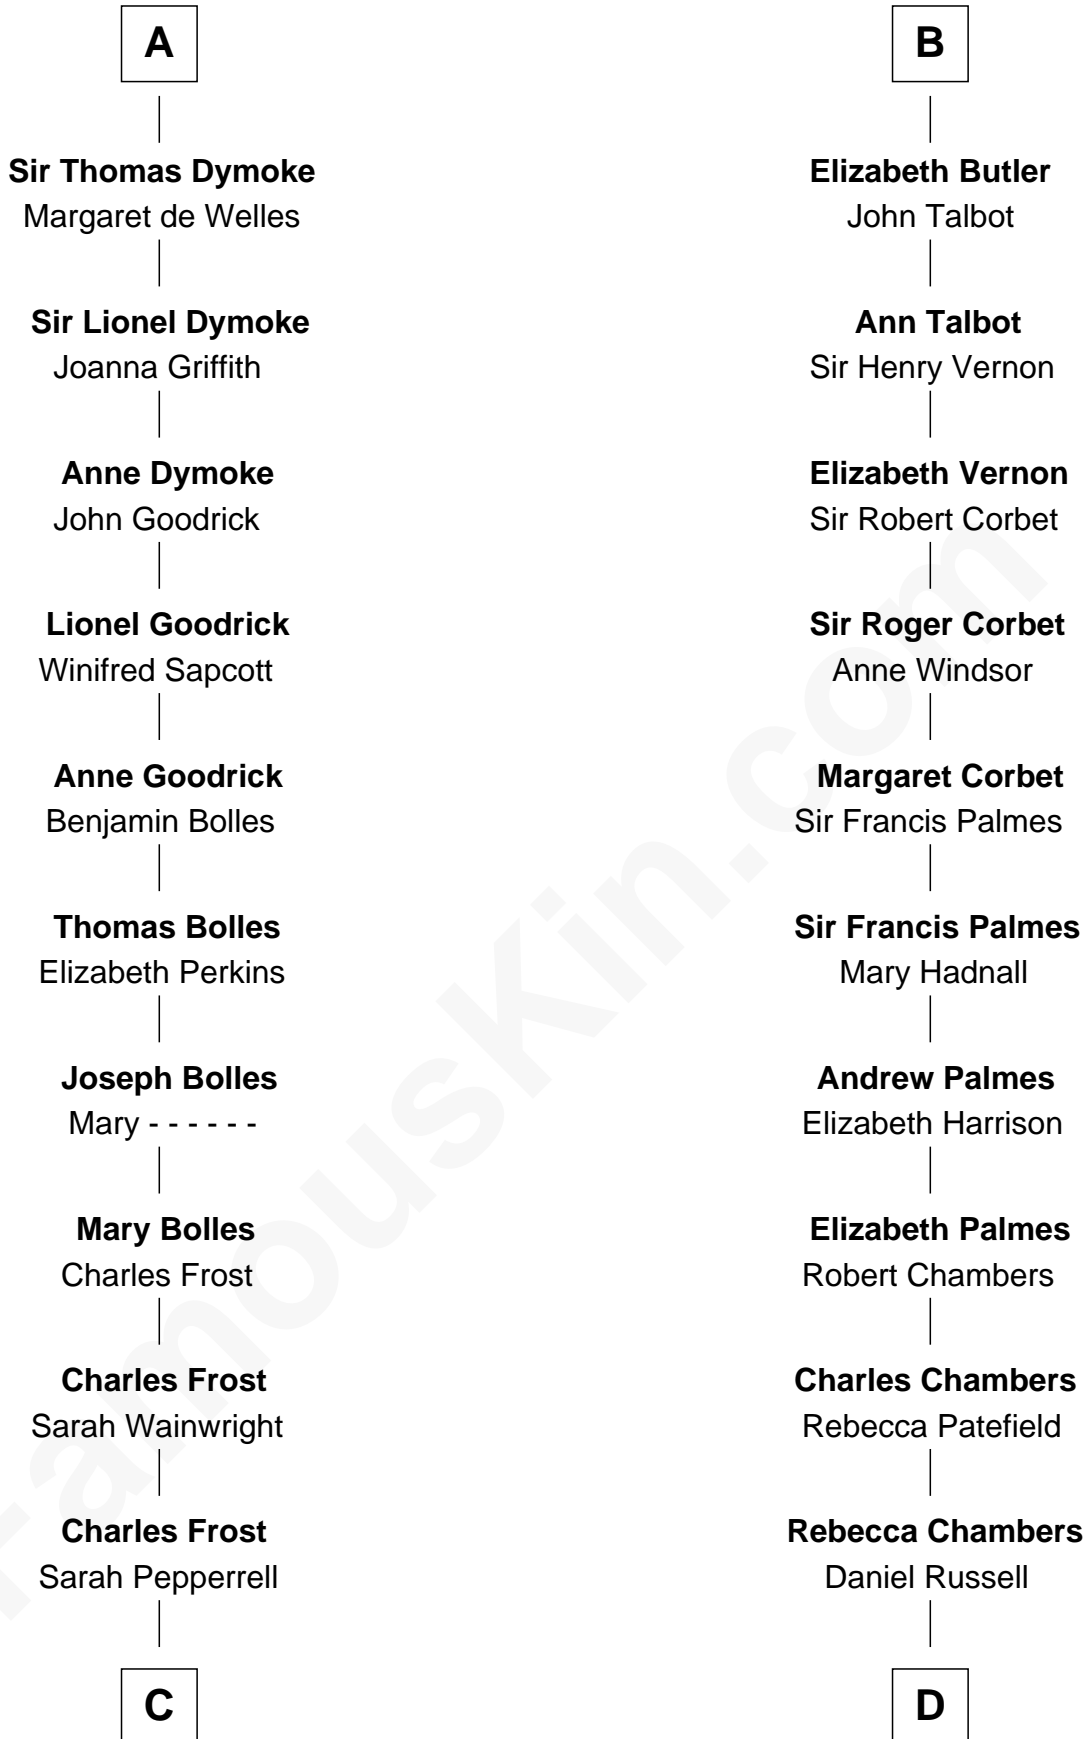 A
Sir Thomas Dymoke
Margaret de Welles
Sir Lionel Dymoke
Joanna Griffith
Anne Dymoke
John Goodrick
Lionel Goodrick
Winifred Sapcott
Anne Goodrick
Benjamin Bolles
Thomas Bolles
Elizabeth Perkins
Joseph Bolles
Mary - - - - - -
Mary Bolles
Charles Frost
Charles Frost
Sarah Wainwright
Charles Frost
Sarah Pepperrell
C
B
Elizabeth Butler
John Talbot
Ann Talbot
Sir Henry Vernon
Elizabeth Vernon
Sir Robert Corbet
Sir Roger Corbet
Anne Windsor
Margaret Corbet
Sir Francis Palmes
Sir Francis Palmes
Mary Hadnall
Andrew Palmes
Elizabeth Harrison
Elizabeth Palmes
Robert Chambers
Charles Chambers
Rebecca Patefield
Rebecca Chambers
Daniel Russell
D
FamousKin.com